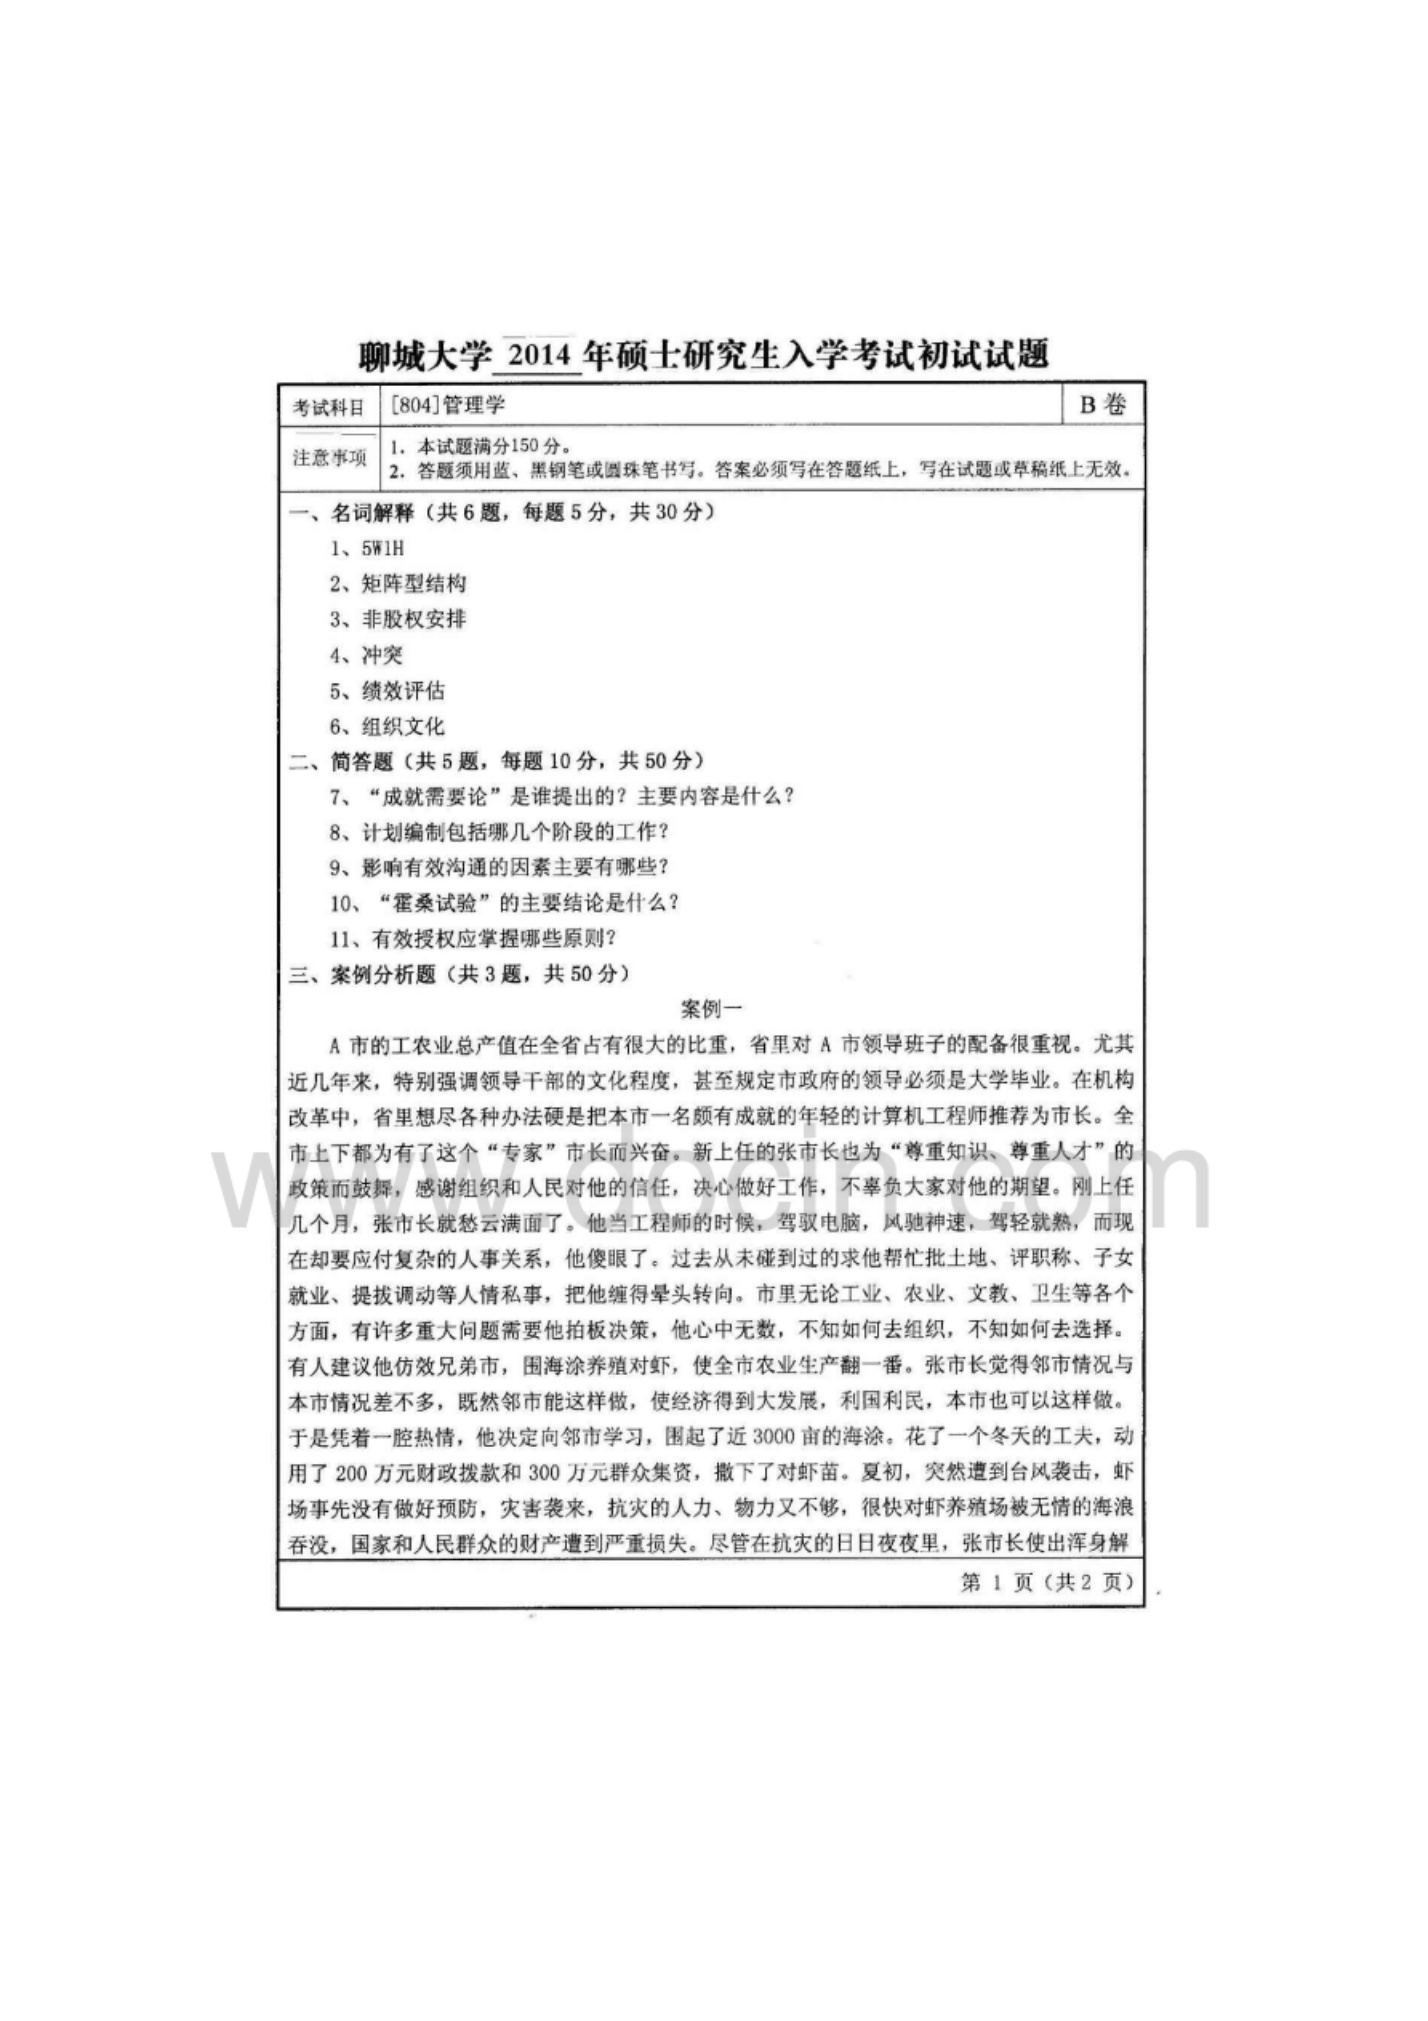 聊城大学 2014 年硕士研究生入学考试初试试题
考试科目 [804]管理学 B 卷
注意事项
1．本试题满分150 分。
2．答题须用蓝、黑钢笔或圆珠笔书写。答案必须写在答题纸上，写在试题或草稿纸上无效。
一、名词解释（共 6 题，每题 5 分，共 30 分）
1、5W1H
2、矩阵型结构
3、非股权安排
4、冲突
5、绩效评估
6、组织文化
二、简答题（共 5 题，每题 10 分，共 50 分）
7、“成就需要论”是谁提出的？主要内容是什么？
8、计划编制包括哪几个阶段的工作？
9、影响有效沟通的因素主要有哪些？
10、“霍桑试验”的主要结论是什么？
11、有效授权应掌握哪些原则？
三、案例分析题（共 3 题，共 50 分）
案例一
A 市的工农业总产值在全省占有很大的比重，省里对 A 市领导班子的配备很重视。尤其
近几年来，特别强调领导干部的文化程度，甚至规定市政府的领导必须是大学毕业。在机构
改革中，省里想尽各种办法硬是把本市一名颇有成就的年轻的计算机工程师推荐为市长。全
市上下都为有了这个“专家”市长而兴奋。新上任的张市长也为“尊重知识、尊重人才”的
政策而鼓舞，感谢组织和人民对他的信任，决心做好工作，不辜负大家对他的期望。刚上任
几个月，张市长就愁云满面了。他当工程师的时候，驾驭电脑，风驰神速，驾轻就熟，而现
在却要应付复杂的人事关系，他傻眼了。过去从未碰到过的求他帮忙批土地、评职称、子女
就业、提拔调动等人情私事，把他缠得晕头转向。市里无论工业、农业、文教、卫生等各个
方面，有许多重大问题需要他拍板决策，他心中无数，不知如何去组织，不知如何去选择。
有人建议他仿效兄弟市，围海涂养殖对虾，使全市农业生产翻一番。张市长觉得邻市情况与
本市情况差不多，既然邻市能这样做，使经济得到大发展，利国利民，本市也可以这样做。
于是凭着一腔热情，他决定向邻市学习，围起了近 3000 亩的海涂。花了一个冬天的工夫，动
用了 200 万元财政拨款和 300 万元群众集资，撒下了对虾苗。夏初，突然遭到台风袭击，虾
场事先没有做好预防，灾害袭来，抗灾的人力、物力又不够，很快对虾养殖场被无情的海浪
吞没，国家和人民群众的财产遭到严重损失。尽管在抗灾的日日夜夜里，张市长使出浑身解
第 1 页（共2 页）
www.docin.com